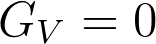 G_V = 0